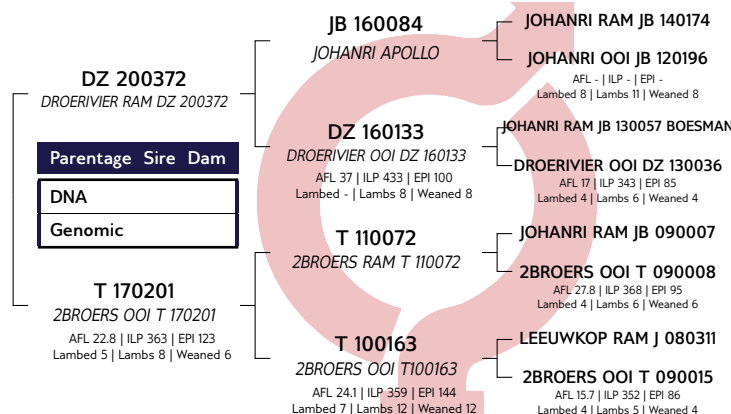 DZ 200372
DROERIVIER RAM DZ 200372
Parentage Sire Dam
DNA
Genomic
T 170201
2BROERS OOI T 170201
AFL 22.8 | ILP 363 | EPI 123
Lambed 5 | Lambs 8 | Weaned 6
JB 160084
JOHANRI APOLLO
DZ 160133
DROERIVIER OOI DZ 160133
AFL 37 | ILP 433 | EPI 100
Lambed - | Lambs 8 | Weaned 8
T 110072
2BROERS RAM T 110072
T 100163
2BROERS OOI T100163
AFL 24.1 | ILP 359 | EPI 144
Lambed 7 | Lambs 12 | Weaned 12
JOHANRI RAM JB 140174
JOHANRI OOI JB 120196
AFL - | ILP - | EPI -
Lambed 8 | Lambs 11 | Weaned 8
JOHANRI RAM JB 130057 BOESMAN
DROERIVIER OOI DZ 130036
AFL 17 | ILP 343 | EPI 85
Lambed 4 | Lambs 6 | Weaned 4
JOHANRI RAM JB 090007
2BROERS OOI T 090008
AFL 27.8 | ILP 368 | EPI 95
Lambed 4 | Lambs 6 | Weaned 6
LEEUWKOP RAM J 080311
2BROERS OOI T 090015
AFL 15.7 | ILP 352 | EPI 86
Lambed 4 | Lambs 5 | Weaned 4